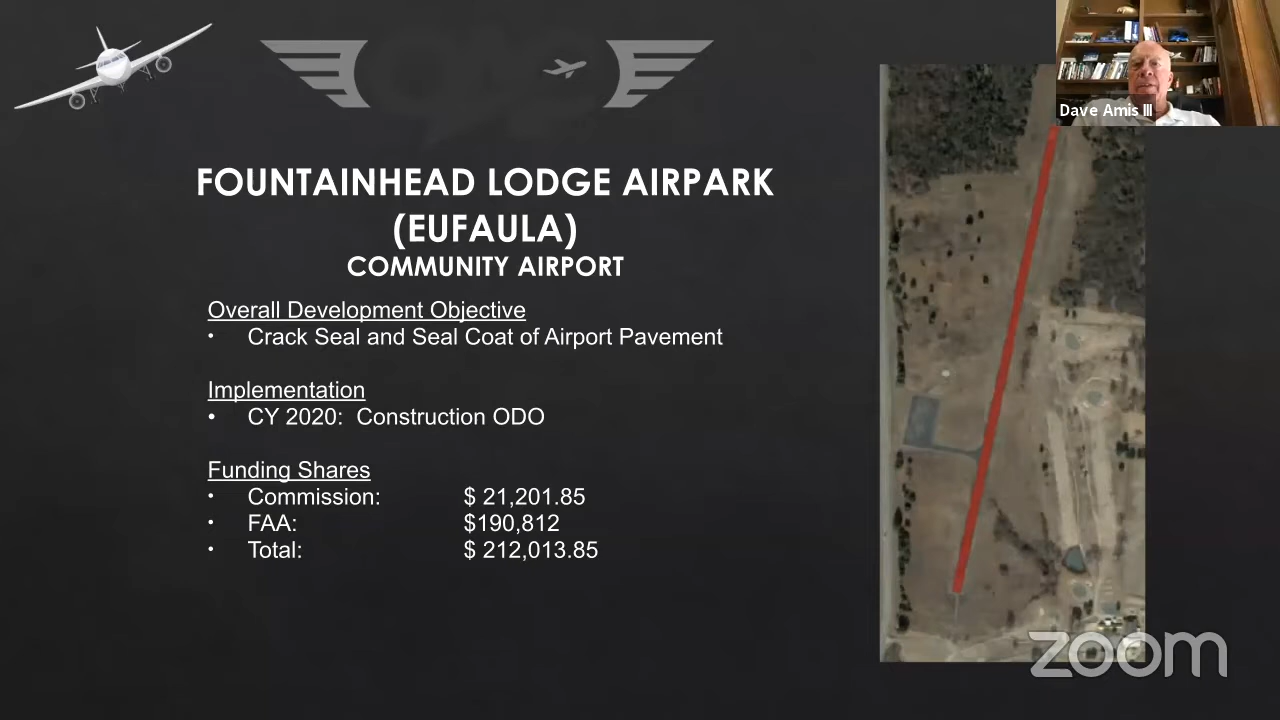 Dave Amis III
FOUNTAINHEAD LODGE AIRPARK
(EUFAULA)
COMMUNITY AIRPORT
Overall Development Objective
• Crack Seal and Seal Coat of Airport Pavement
Implementation
• CY 2020: Construction ODO
Funding Shares
• Commission: $ 21,201.85
• FAA: $190,812
• Total: $ 212,013.85
zoom